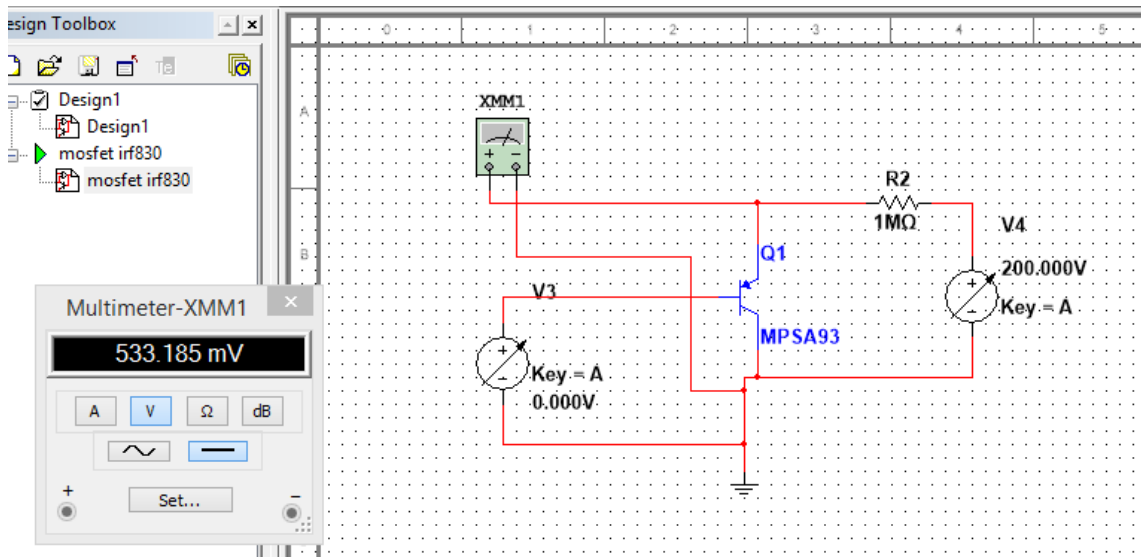 esign Toolbox
Design1
Design1
mosfet irf830
mosfet irf830
0 1 2 3 4 5
A
B
XMM1
+ −
R2
1MΩ
V4
200.000V
Key = A
+
−
Q1
MPSA93
V3
+
−
Key = A
0.000V
Multimeter-XMM1
533.185 mV
A V Ω dB
+ −
Set...